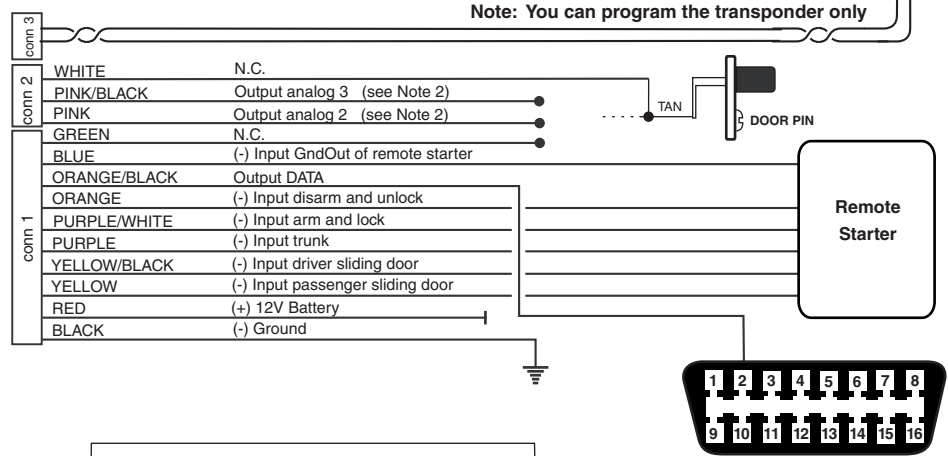 Note: You can program the transponder only
conn 3
conn 2
WHITE N.C.
PINK/BLACK Output analog 3 (see Note 2)
PINK Output analog 2 (see Note 2)
TAN
DOOR PIN
conn 1
GREEN N.C.
BLUE (-) Input GndOut of remote starter
ORANGE/BLACK Output DATA
ORANGE (-) Input disarm and unlock
PURPLE/WHITE (-) Input arm and lock
PURPLE (-) Input trunk
YELLOW/BLACK (-) Input driver sliding door
YELLOW (-) Input passenger sliding door
RED (+) 12V Battery
BLACK (-) Ground
Remote
Starter
1 2 3 4 5 6 7 8
9 10 11 12 13 14 15 16